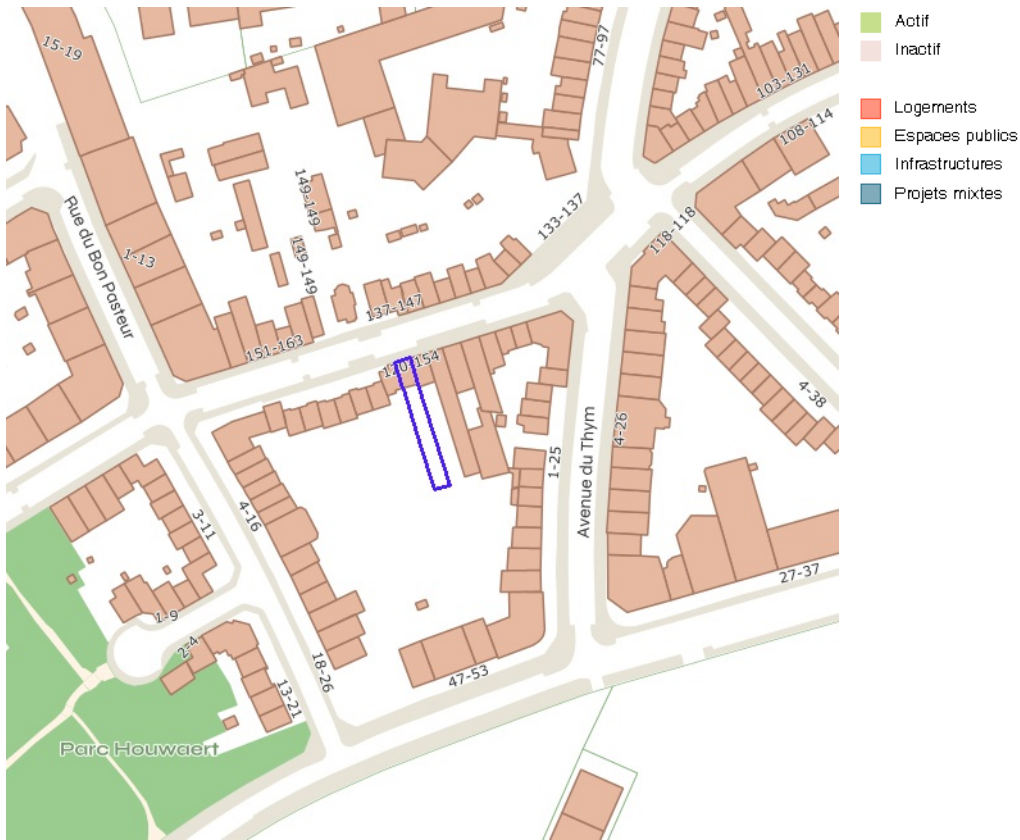 15-19
77-97
103-131
108-114
149-149
133-137
118-118
Rue du Bon Pasteur
1-13
149-149
137-147
151-163
120-154
4-38
4-26
1-25
Avenue du Thym
4-16
3-11
27-37
1-9
2-4
18-26
47-53
13-21
Parc Houwaert
Actif
Inactif
Logements
Espaces publics
Infrastructures
Projets mixtes